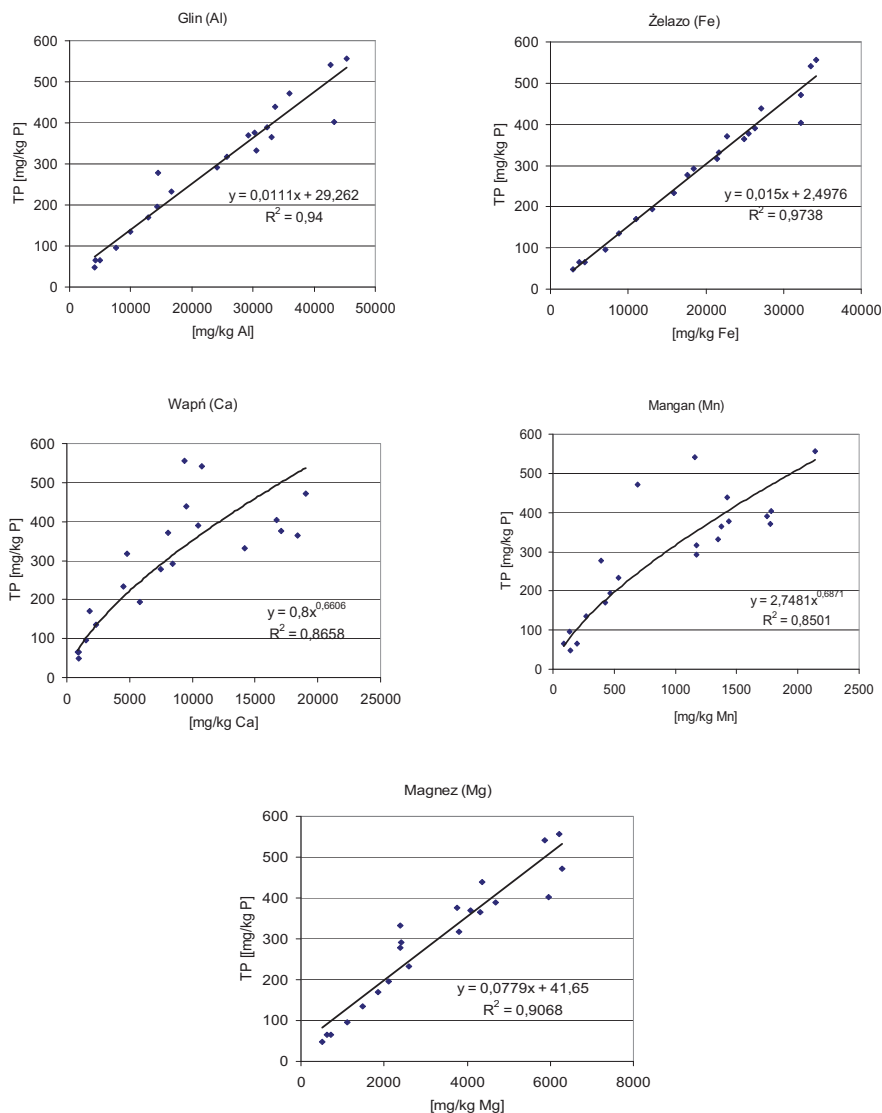 Glin (Al)
600
500
400
300
200
100
0
TP [mg/kg P]
y = 0,0111x + 29,262
R² = 0,94
0 10000 20000 30000 40000 50000
[mg/kg Al]
Żelazo (Fe)
600
500
400
300
200
100
0
TP [mg/kg P]
y = 0,015x + 2,4976
R² = 0,9738
0 10000 20000 30000 40000
[mg/kg Fe]
Wapń (Ca)
600
500
400
300
200
100
0
TP [mg/kg P]
y = 0,8x⁰,⁶⁶⁰⁶
R² = 0,8658
0 5000 10000 15000 20000 25000
[mg/kg Ca]
Mangan (Mn)
600
500
400
300
200
100
0
TP [mg/kg P]
y = 2,7481x⁰,⁶⁸⁷¹
R² = 0,8501
0 500 1000 1500 2000 2500
[mg/kg Mn]
Magnez (Mg)
600
500
400
300
200
100
0
TP [[mg/kg P]
y = 0,0779x + 41,65
R² = 0,9068
0 2000 4000 6000 8000
[mg/kg Mg]